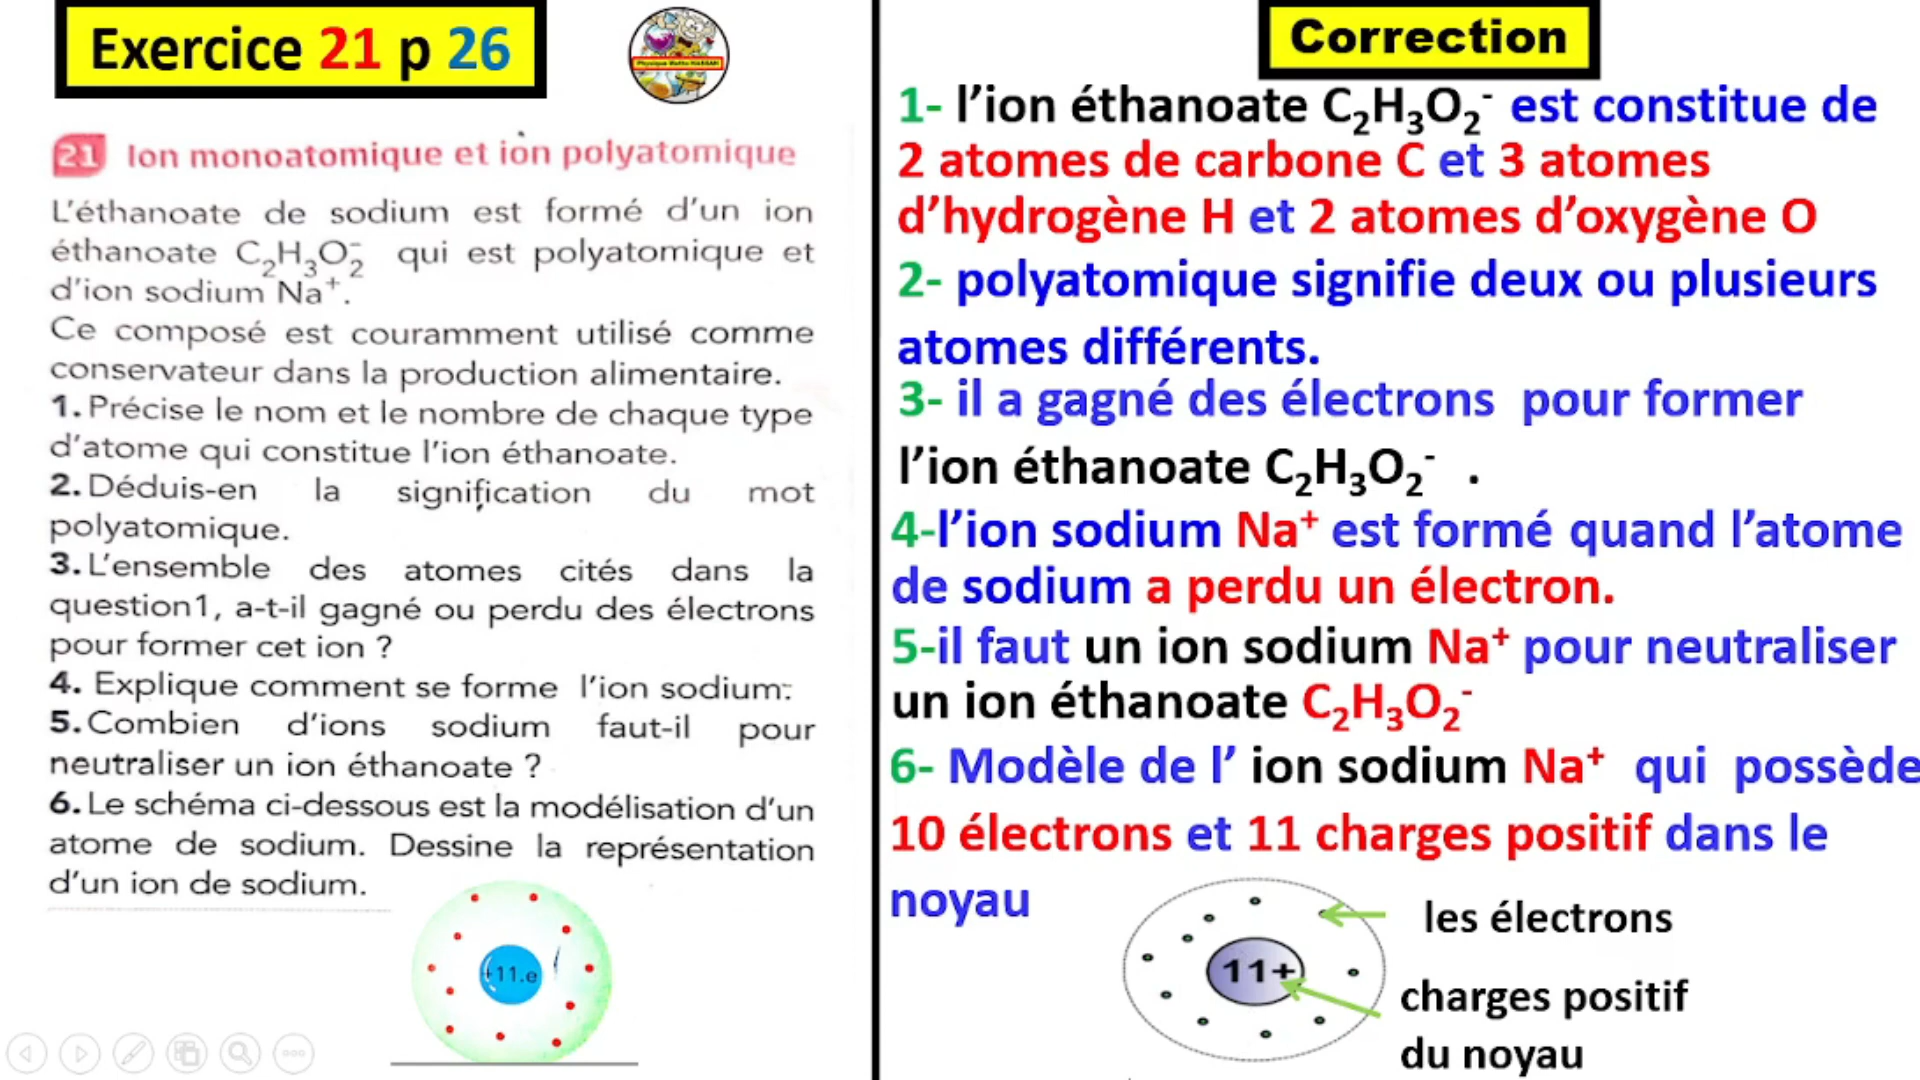 Exercice 21 p 26
Physique Maths HASSAN
21 Ion monoatomique et ion polyatomique
L'éthanoate de sodium est formé d'un ion
éthanoate C₂H₃O₂⁻ qui est polyatomique et
d'ion sodium Na⁺.
Ce composé est couramment utilisé comme
conservateur dans la production alimentaire.
1. Précise le nom et le nombre de chaque type
d'atome qui constitue l'ion éthanoate.
2. Déduis-en la signification du mot
polyatomique.
3. L'ensemble des atomes cités dans la
question1, a-t-il gagné ou perdu des électrons
pour former cet ion ?
4. Explique comment se forme l'ion sodium.
5. Combien d'ions sodium faut-il pour
neutraliser un ion éthanoate ?
6. Le schéma ci-dessous est la modélisation d'un
atome de sodium. Dessine la représentation
d'un ion de sodium.
+11.e
Correction
1- l'ion éthanoate C₂H₃O₂⁻ est constitue de
2 atomes de carbone C et 3 atomes
d'hydrogène H et 2 atomes d'oxygène O
2- polyatomique signifie deux ou plusieurs
atomes différents.
3- il a gagné des électrons pour former
l'ion éthanoate C₂H₃O₂⁻ .
4-l'ion sodium Na⁺ est formé quand l'atome
de sodium a perdu un électron.
5-il faut un ion sodium Na⁺ pour neutraliser
un ion éthanoate C₂H₃O₂⁻
6- Modèle de l' ion sodium Na⁺ qui possède
10 électrons et 11 charges positif dans le
noyau
11+
les électrons
charges positif
du noyau